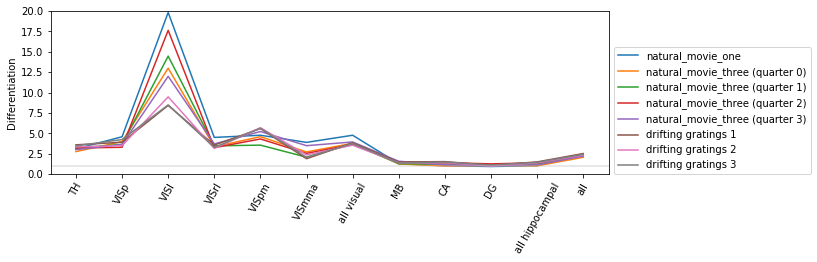 Differentiation
20.0
17.5
15.0
12.5
10.0
7.5
5.0
2.5
0.0
TH
VISp
VISl
VISrl
VISpm
VISmma
all visual
MB
CA
DG
all hippocampal
all
natural_movie_one
natural_movie_three (quarter 0)
natural_movie_three (quarter 1)
natural_movie_three (quarter 2)
natural_movie_three (quarter 3)
drifting gratings 1
drifting gratings 2
drifting gratings 3